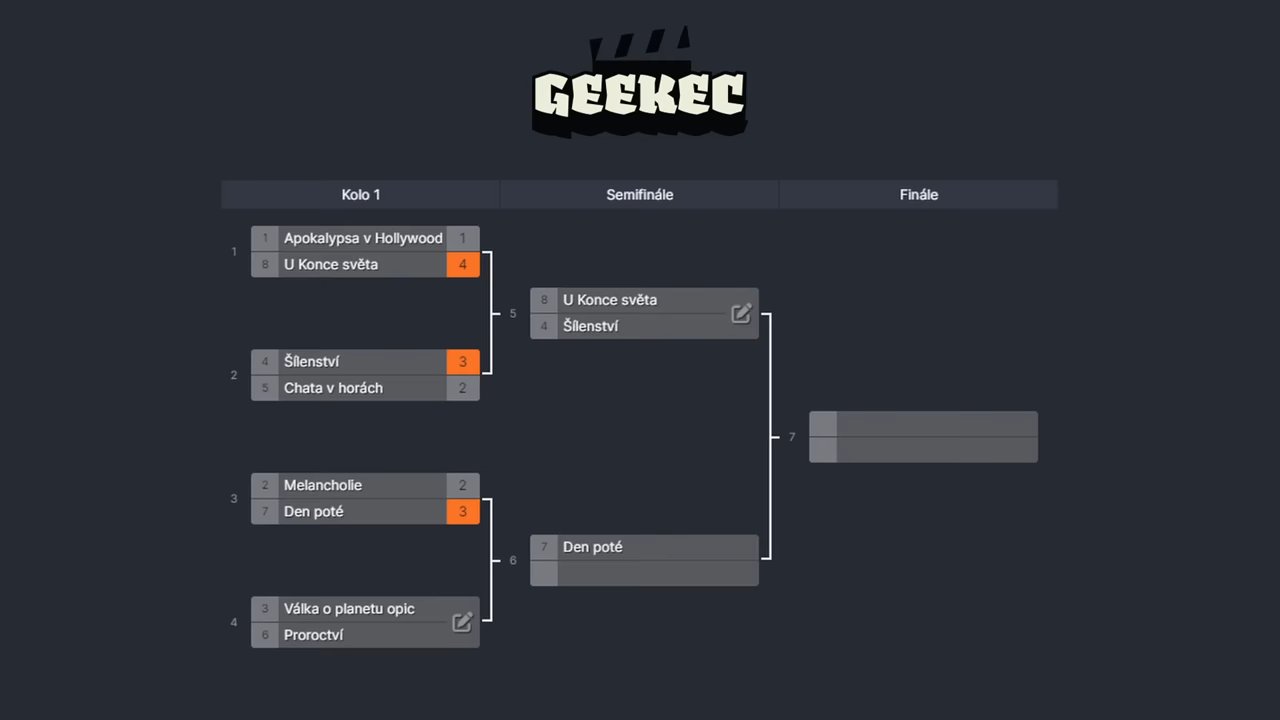 GEEKEC
Kolo 1 Semifinále Finále
1 1 Apokalypsa v Hollywood 1
8 U Konce světa 4
5 8 U Konce světa
4 Šílenství
2 4 Šílenství 3
5 Chata v horách 2
7
3 2 Melancholie 2
7 Den poté 3
6 7 Den poté
4 3 Válka o planetu opic
6 Proroctví